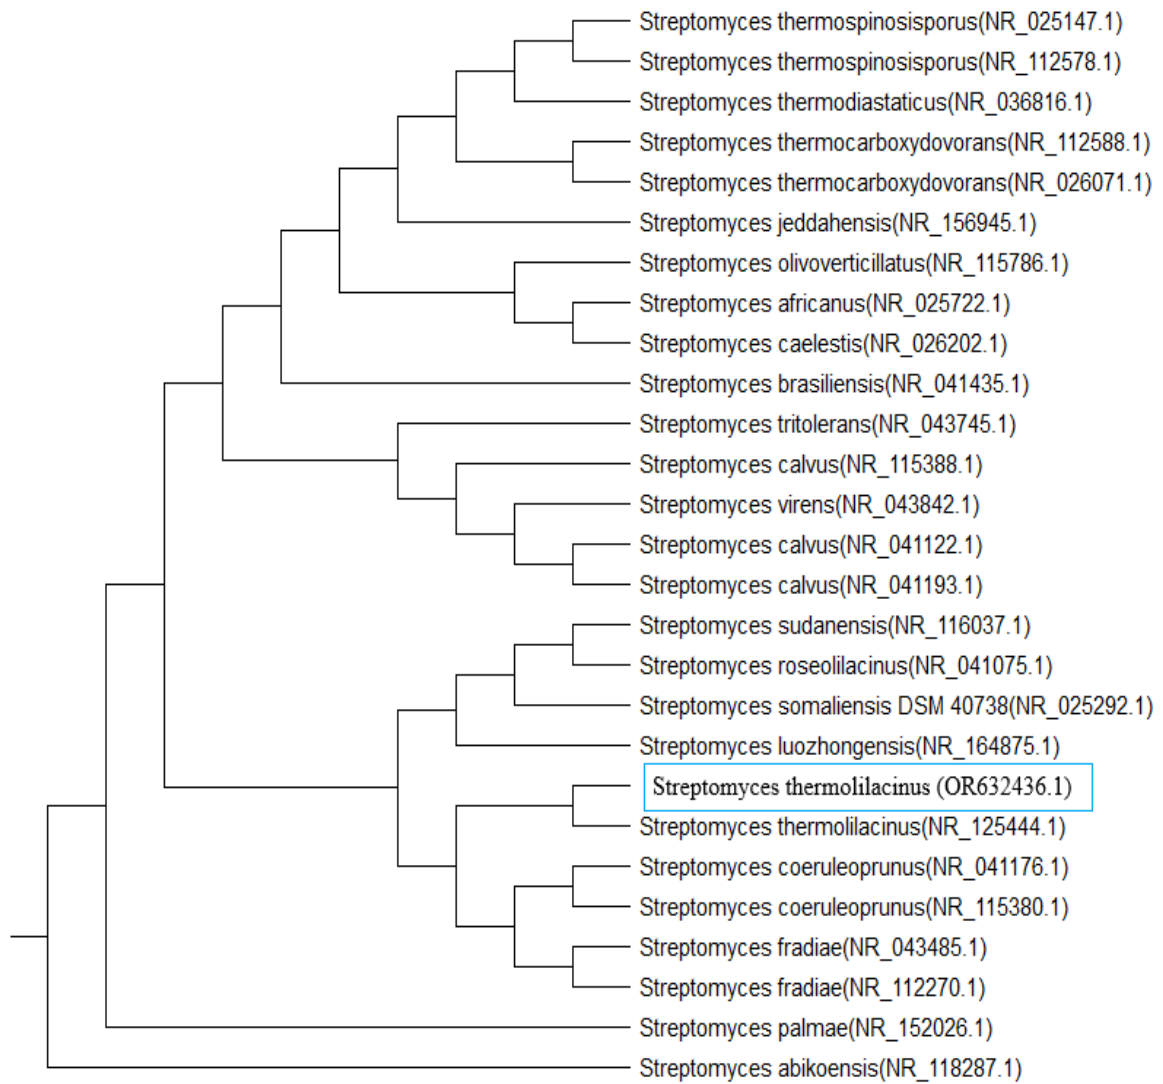 Streptomyces thermospinosisporus(NR_025147.1)
Streptomyces thermospinosisporus(NR_112578.1)
Streptomyces thermodiastaticus(NR_036816.1)
Streptomyces thermocarboxydovorans(NR_112588.1)
Streptomyces thermocarboxydovorans(NR_026071.1)
Streptomyces jeddahensis(NR_156945.1)
Streptomyces olivoverticillatus(NR_115786.1)
Streptomyces africanus(NR_025722.1)
Streptomyces caelestis(NR_026202.1)
Streptomyces brasiliensis(NR_041435.1)
Streptomyces tritolerans(NR_043745.1)
Streptomyces calvus(NR_115388.1)
Streptomyces virens(NR_043842.1)
Streptomyces calvus(NR_041122.1)
Streptomyces calvus(NR_041193.1)
Streptomyces sudanensis(NR_116037.1)
Streptomyces roseolilacinus(NR_041075.1)
Streptomyces somaliensis DSM 40738(NR_025292.1)
Streptomyces luozhongensis(NR_164875.1)
Streptomyces thermolilacinus (OR632436.1)
Streptomyces thermolilacinus(NR_125444.1)
Streptomyces coeruleoprunus(NR_041176.1)
Streptomyces coeruleoprunus(NR_115380.1)
Streptomyces fradiae(NR_043485.1)
Streptomyces fradiae(NR_112270.1)
Streptomyces palmae(NR_152026.1)
Streptomyces abikoensis(NR_118287.1)